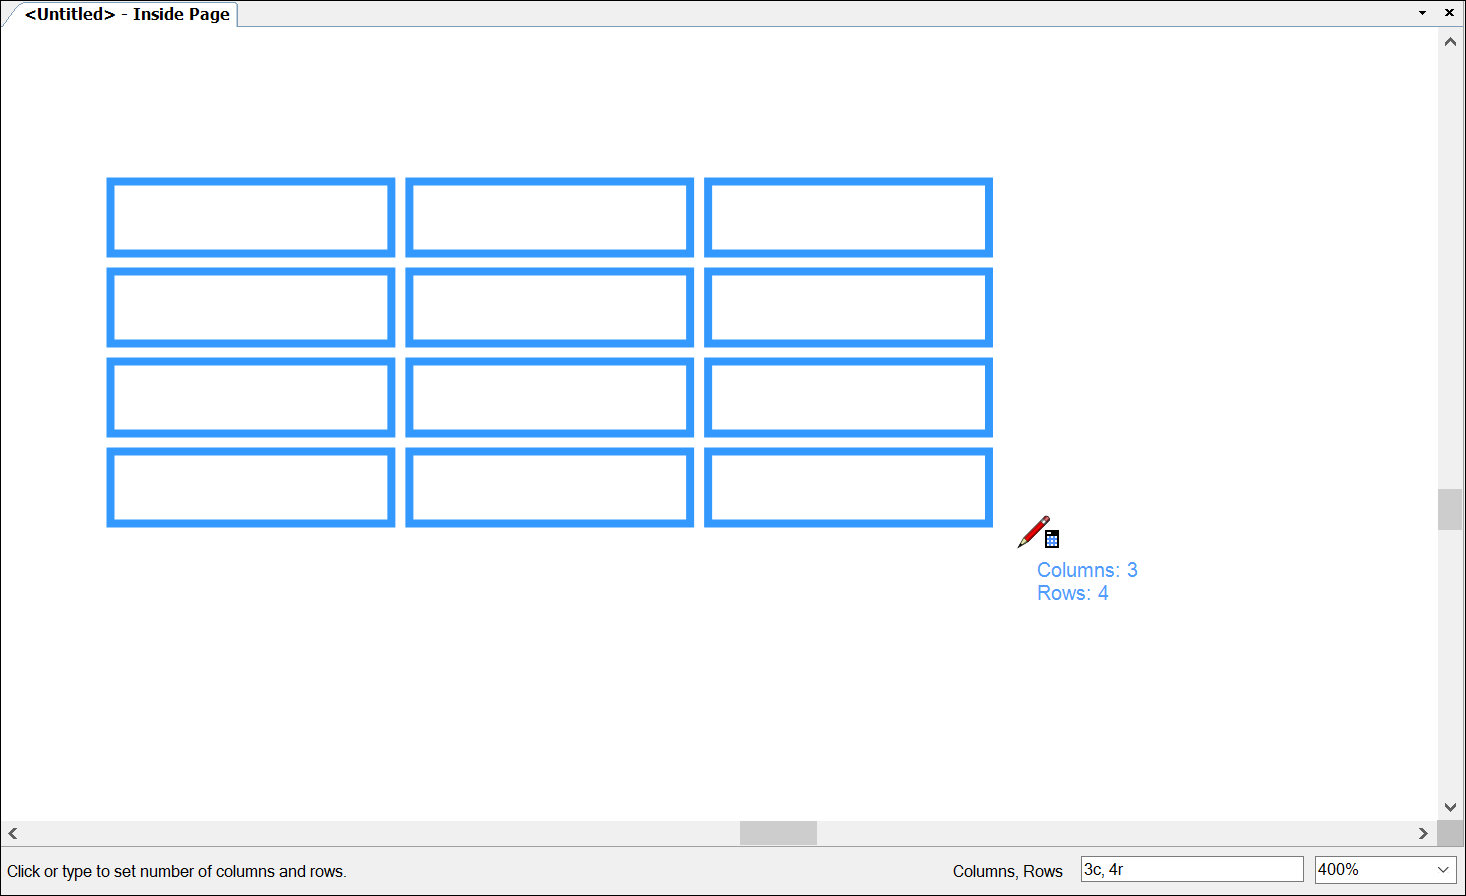 <Untitled> - Inside Page
Columns: 3
Rows: 4
Click or type to set number of columns and rows.
Columns, Rows
3c, 4r
400%